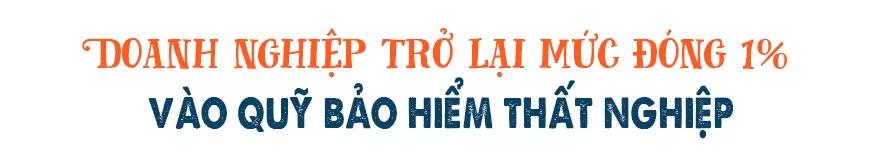 DOANH NGHIỆP TRỞ LẠI MỨC ĐÓNG 1%
VÀO QUỸ BẢO HIỂM THẤT NGHIỆP